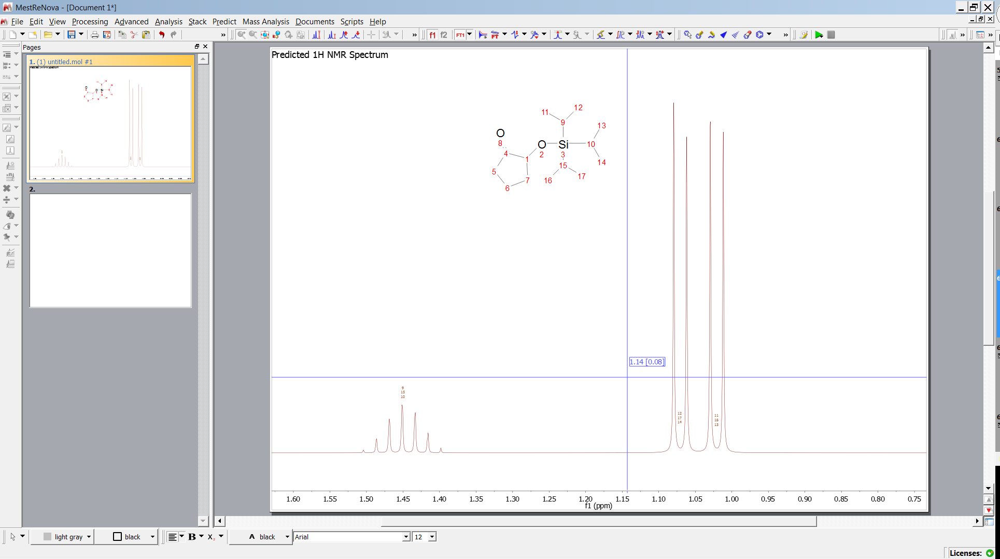 MestReNova - [Document 1*]
File Edit View Processing Advanced Analysis Stack Predict Mass Analysis Documents Scripts Help
f1 f2 FT1 FT
Pages
1. (1) untitled.mol #1
2.
Predicted 1H NMR Spectrum
12
11
9
13
O
8
O
2
Si
3
10
4
1
14
15
5
17
7
16
6
1.14 [0.08]
9
15
10
12
17
14
11
16
13
1.60 1.55 1.50 1.45 1.40 1.35 1.30 1.25 1.20 1.15 1.10 1.05 1.00 0.95 0.90 0.85 0.80 0.75
f1 (ppm)
light gray black B X₂ A black Arial 12
Licenses: